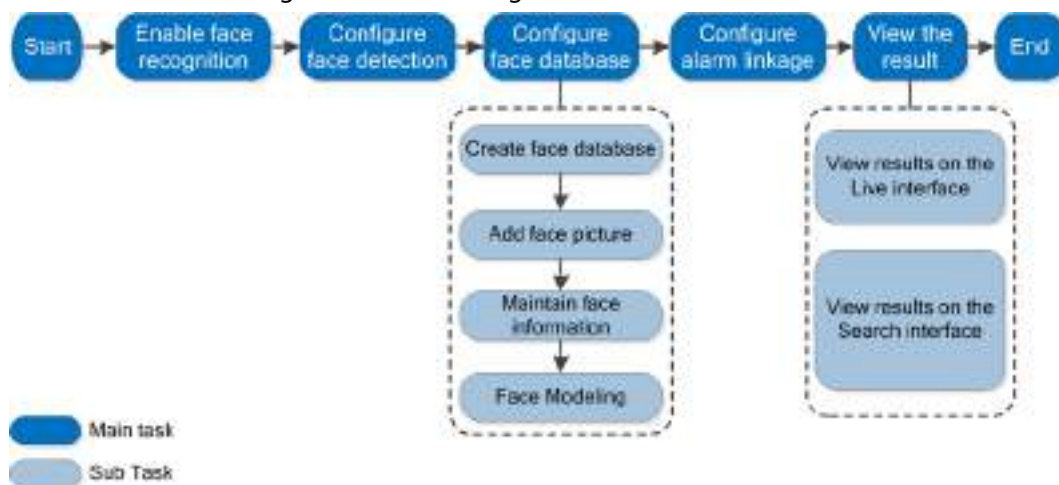 Start
Enable face
recognition
Configure
face detection
Configure
face database
Configure
alarm linkage
View the
result
End
Create face database
Add face picture
Maintain face
information
Face Modeling
View results on the
Live interface
View results on the
Search interface
Main task
Sub Task